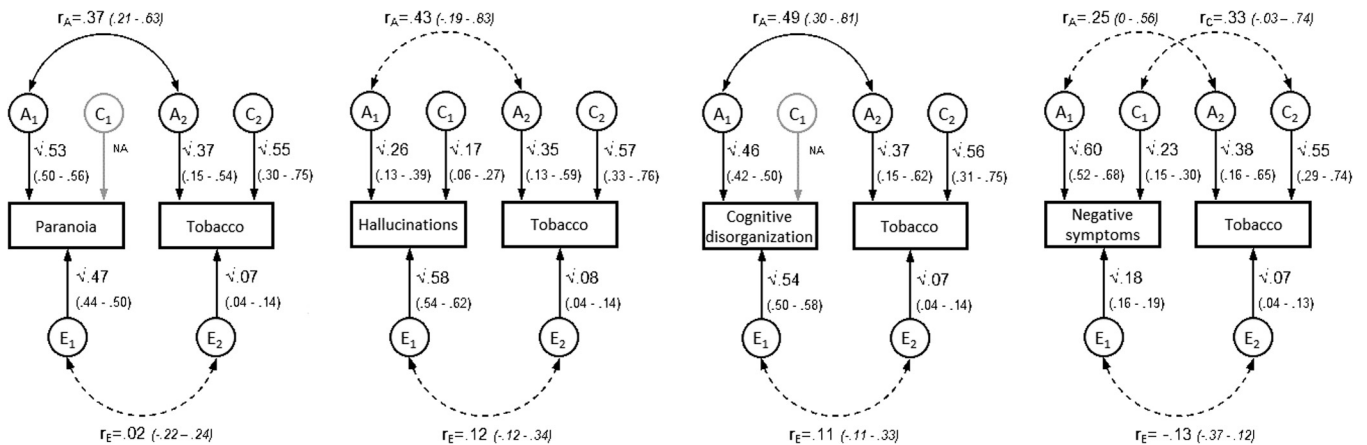 rA=.37 (.21 - .63)
A1
C1
A2
C2
√.53
(.50 - .56)
NA
√.37
(.15 - .54)
√.55
(.30 - .75)
Paranoia
Tobacco
√.47
(.44 - .50)
√.07
(.04 - .14)
E1
E2
rE=.02 (-.22 – .24)
rA=.43 (-.19 - .83)
A1
C1
A2
C2
√.26
(.13 - .39)
√.17
(.06 - .27)
√.35
(.13 - .59)
√.57
(.33 - .76)
Hallucinations
Tobacco
√.58
(.54 - .62)
√.08
(.04 - .14)
E1
E2
rE=.12 (-.12 - .34)
rA=.49 (.30 - .81)
A1
C1
A2
C2
√.46
(.42 - .50)
NA
√.37
(.15 - .62)
√.56
(.31 - .75)
Cognitive
disorganization
Tobacco
√.54
(.50 - .58)
√.07
(.04 - .14)
E1
E2
rE=.11 (-.11 - .33)
rA=.25 (0 - .56)
rC=.33 (-.03 – .74)
A1
C1
A2
C2
√.60
(.52 - .68)
√.23
(.15 - .30)
√.38
(.16 - .65)
√.55
(.29 - .74)
Negative
symptoms
Tobacco
√.18
(.16 - .19)
√.07
(.04 - .13)
E1
E2
rE= -.13 (-.37 - .12)